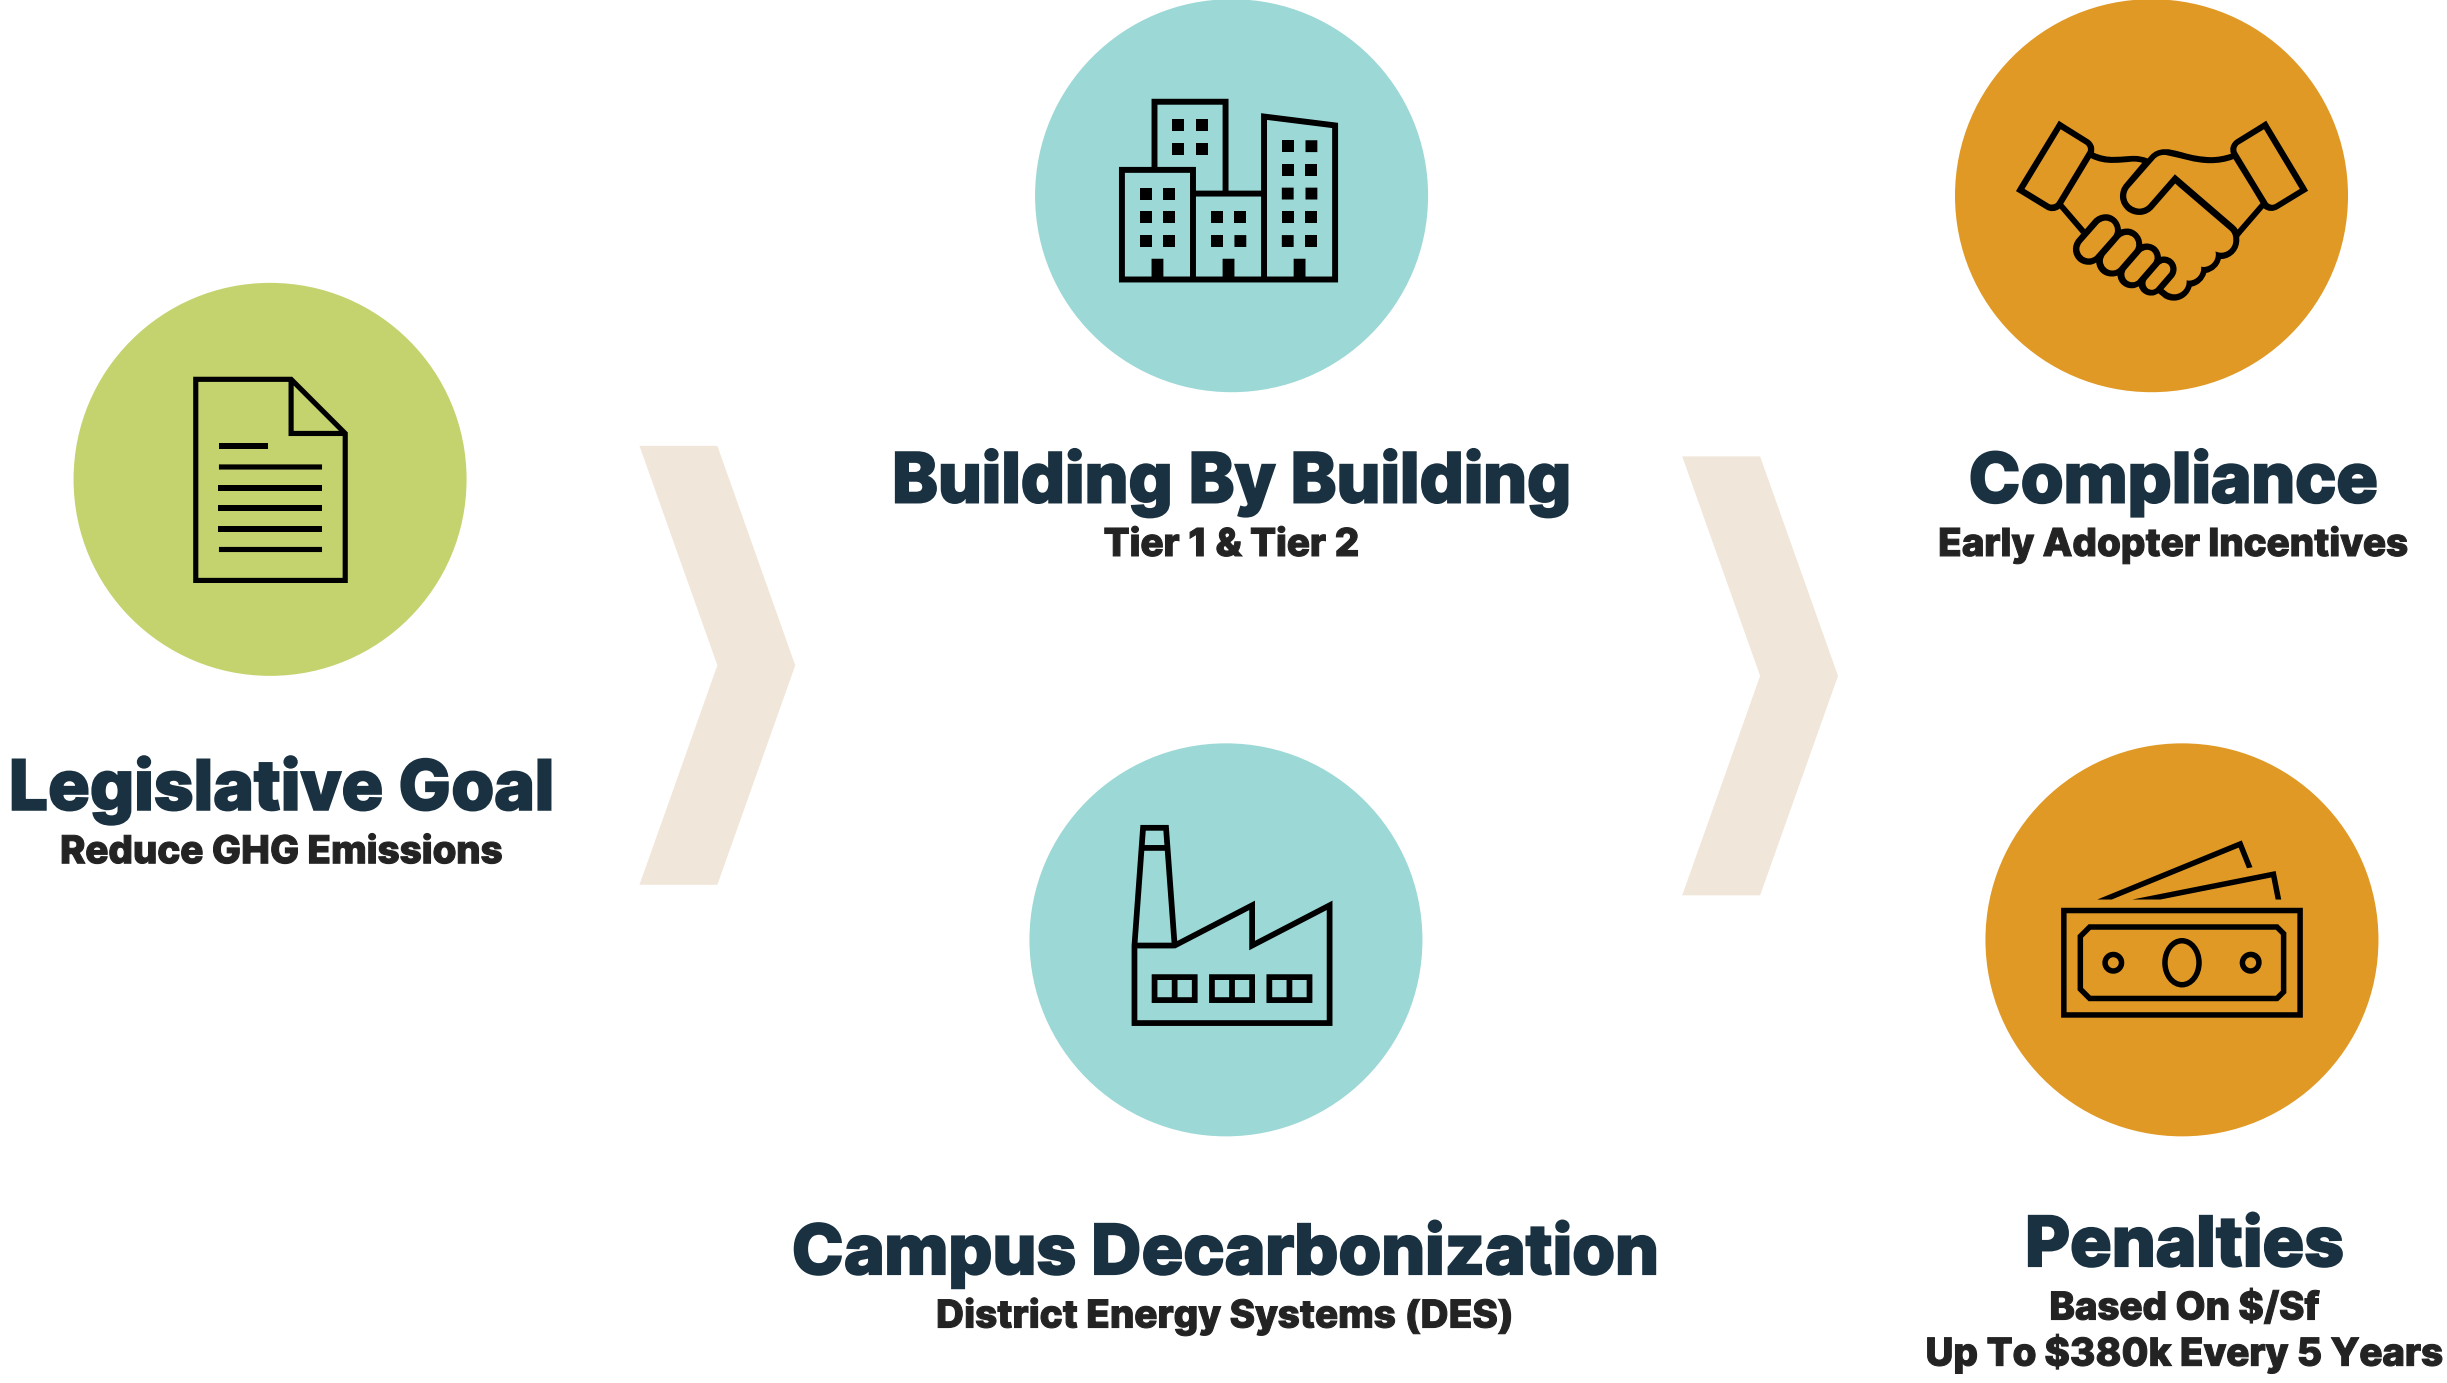 Legislative Goal
Reduce GHG Emissions
Building By Building
Tier 1 & Tier 2
Campus Decarbonization
District Energy Systems (DES)
Compliance
Early Adopter Incentives
Penalties
Based On $/Sf
Up To $380k Every 5 Years